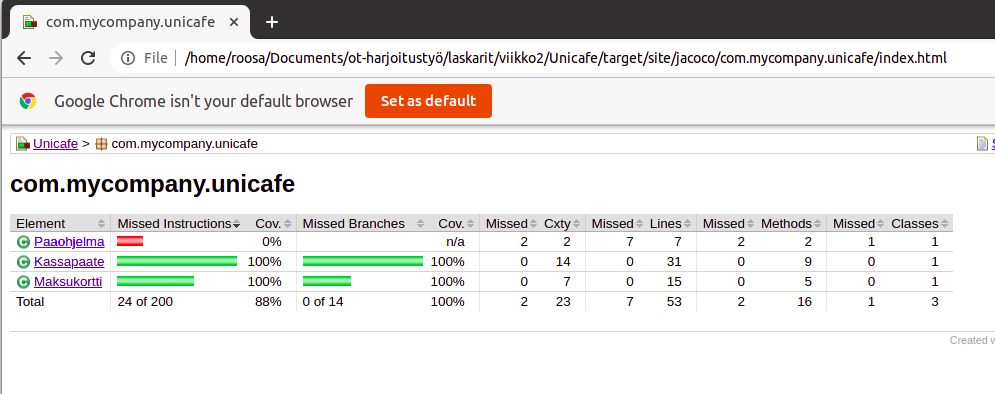 com.mycompany.unicafe
File /home/roosa/Documents/ot-harjoitustyö/laskarit/viikko2/Unicafe/target/site/jacoco/com.mycompany.unicafe/index.html
Google Chrome isn't your default browser Set as default
Unicafe > com.mycompany.unicafe
com.mycompany.unicafe
Element Missed Instructions Cov. Missed Branches Cov. Missed Cxty Missed Lines Missed Methods Missed Classes
Paaohjelma 0% n/a 2 2 7 7 2 2 1 1
Kassapaate 100% 100% 0 14 0 31 0 9 0 1
Maksukortti 100% 100% 0 7 0 15 0 5 0 1
Total 24 of 200 88% 0 of 14 100% 2 23 7 53 2 16 1 3
Created